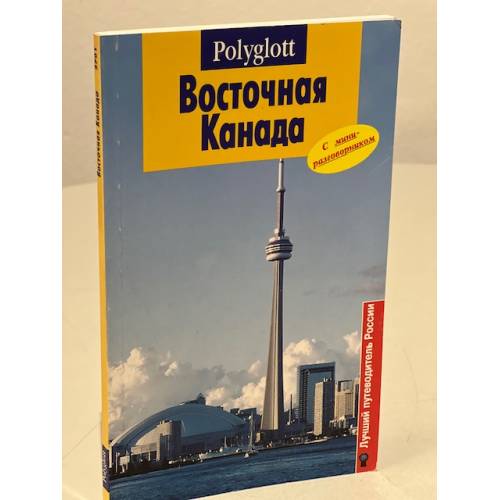 Polyglott
Восточная
Канада
С мини-
разговорником
Лучший путеводитель России
Восточная Канада